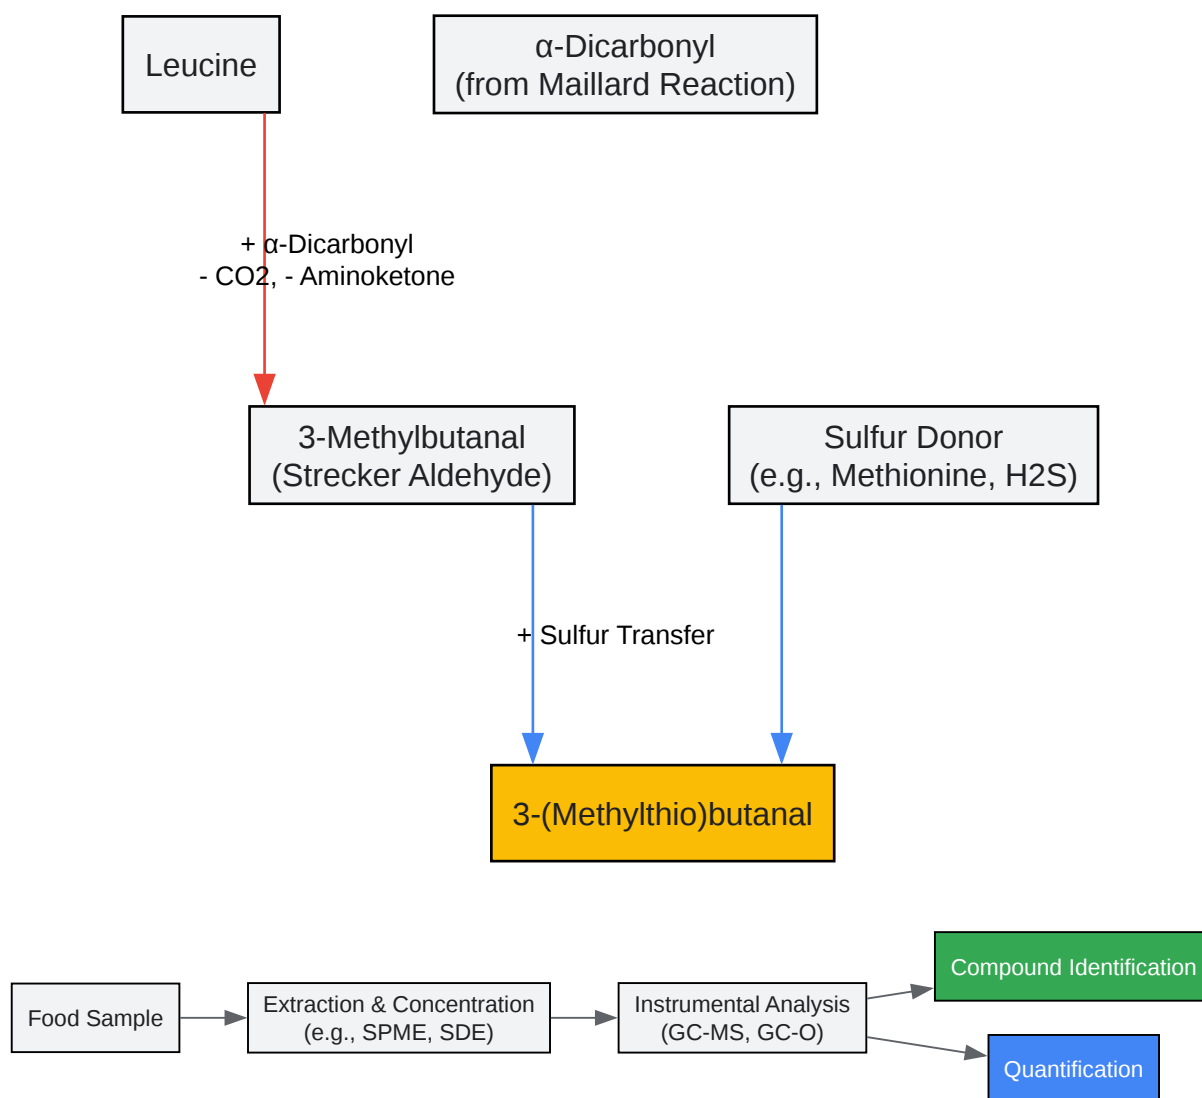 Leucine
α-Dicarbonyl
(from Maillard Reaction)
+ α-Dicarbonyl
- CO2, - Aminoketone
3-Methylbutanal
(Strecker Aldehyde)
Sulfur Donor
(e.g., Methionine, H2S)
+ Sulfur Transfer
3-(Methylthio)butanal
Food Sample
Extraction & Concentration
(e.g., SPME, SDE)
Instrumental Analysis
(GC-MS, GC-O)
Compound Identification
Quantification